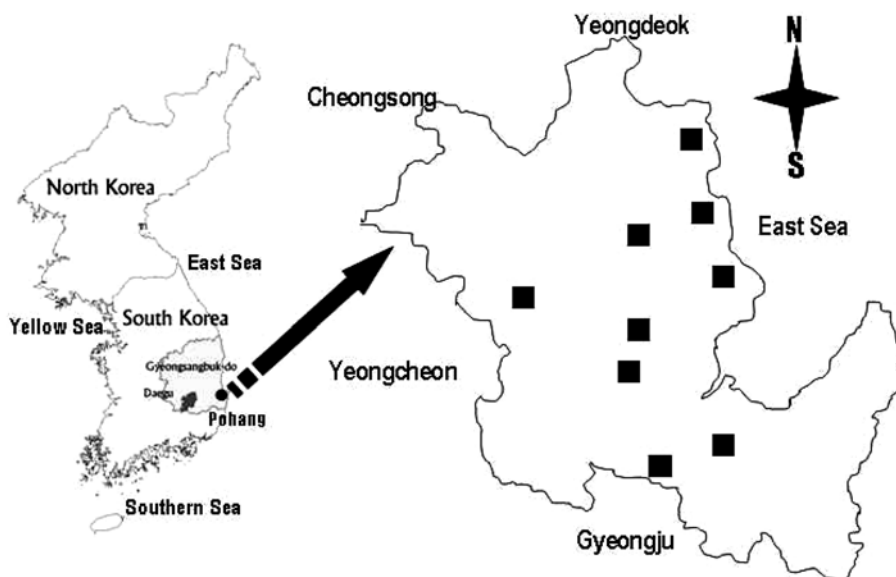 North Korea
East Sea
Yellow Sea
South Korea
Gyeongsangbuk-do
Daegu
Pohang
Southern Sea
Yeongdeok
Cheongsong
East Sea
Yeongcheon
Gyeongju
N
S